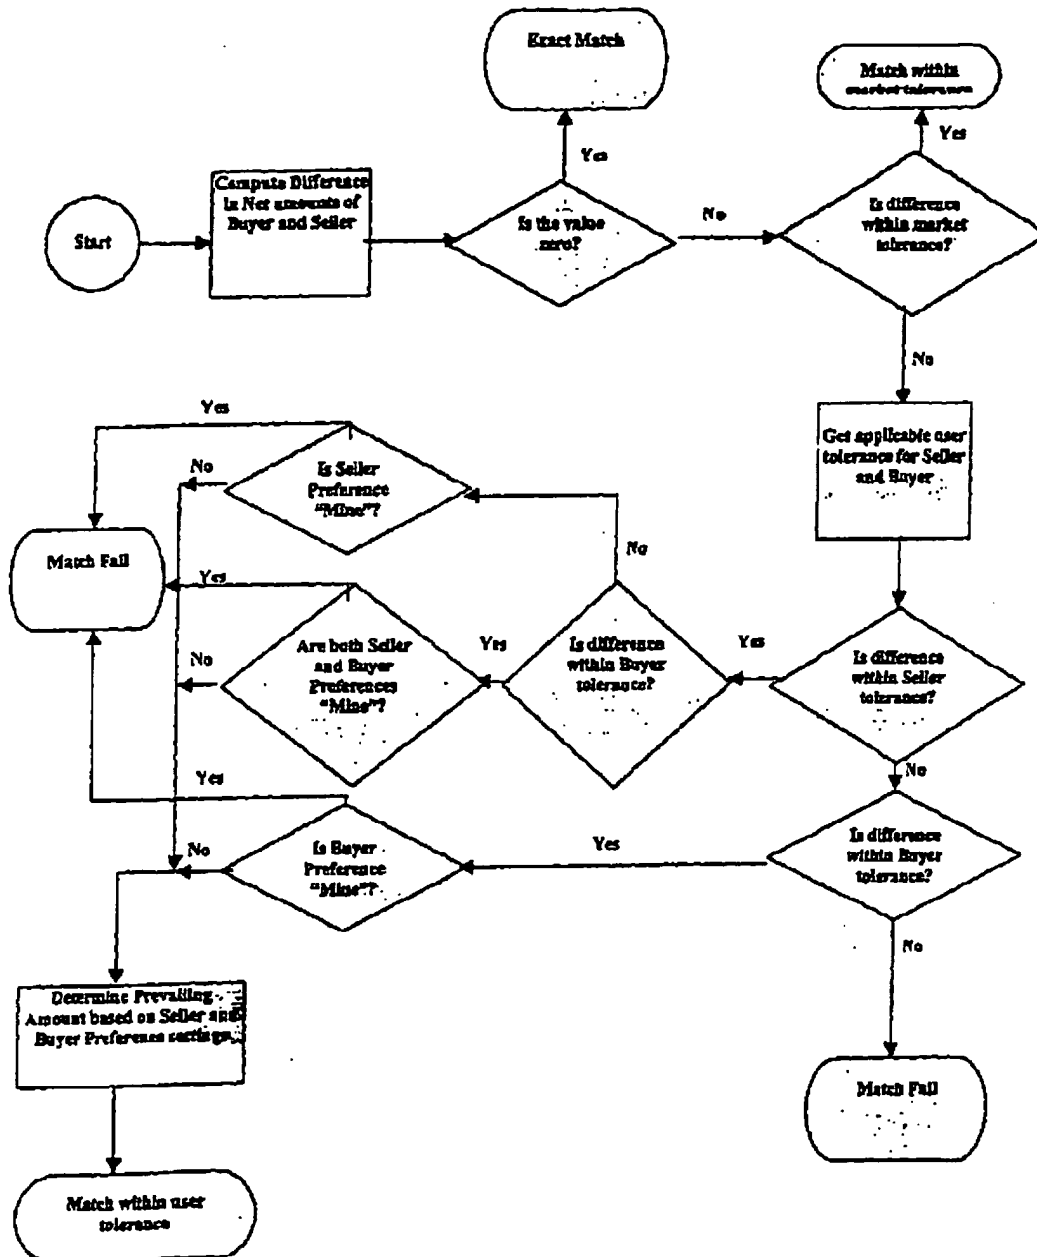 Exact Match
Match within
market tolerance
Yes
Yes
Compute Difference
in Net amounts of
Buyer and Seller
Start
Is the value
zero?
No
Is difference
within market
tolerance?
No
Yes
Get applicable user
tolerance for Seller
and Buyer
Is Seller
Preference
"Mine"?
No
Match Fail
No
Yes
Are both Seller
and Buyer
Preferences
"Mine"?
No
Yes
Is difference
within Buyer
tolerance?
Yes
Is difference
within Seller
tolerance?
No
Yes
Is Buyer
Preference
"Mine"?
No
Yes
Is difference
within Buyer
tolerance?
No
Determine Prevailing
Amount based on Seller and
Buyer Preference settings
Match Fail
Match within user
tolerance